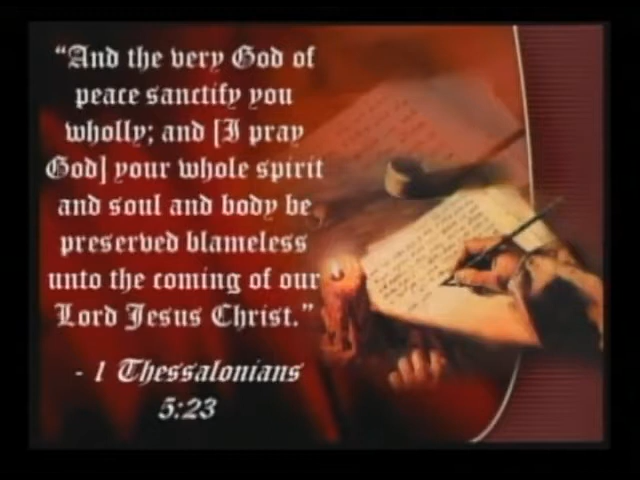 “And the very God of
peace sanctify you
wholly; and [I pray
God] your whole spirit
and soul and body be
preserved blameless
unto the coming of our
Lord Jesus Christ.”
- 1 Thessalonians
5:23